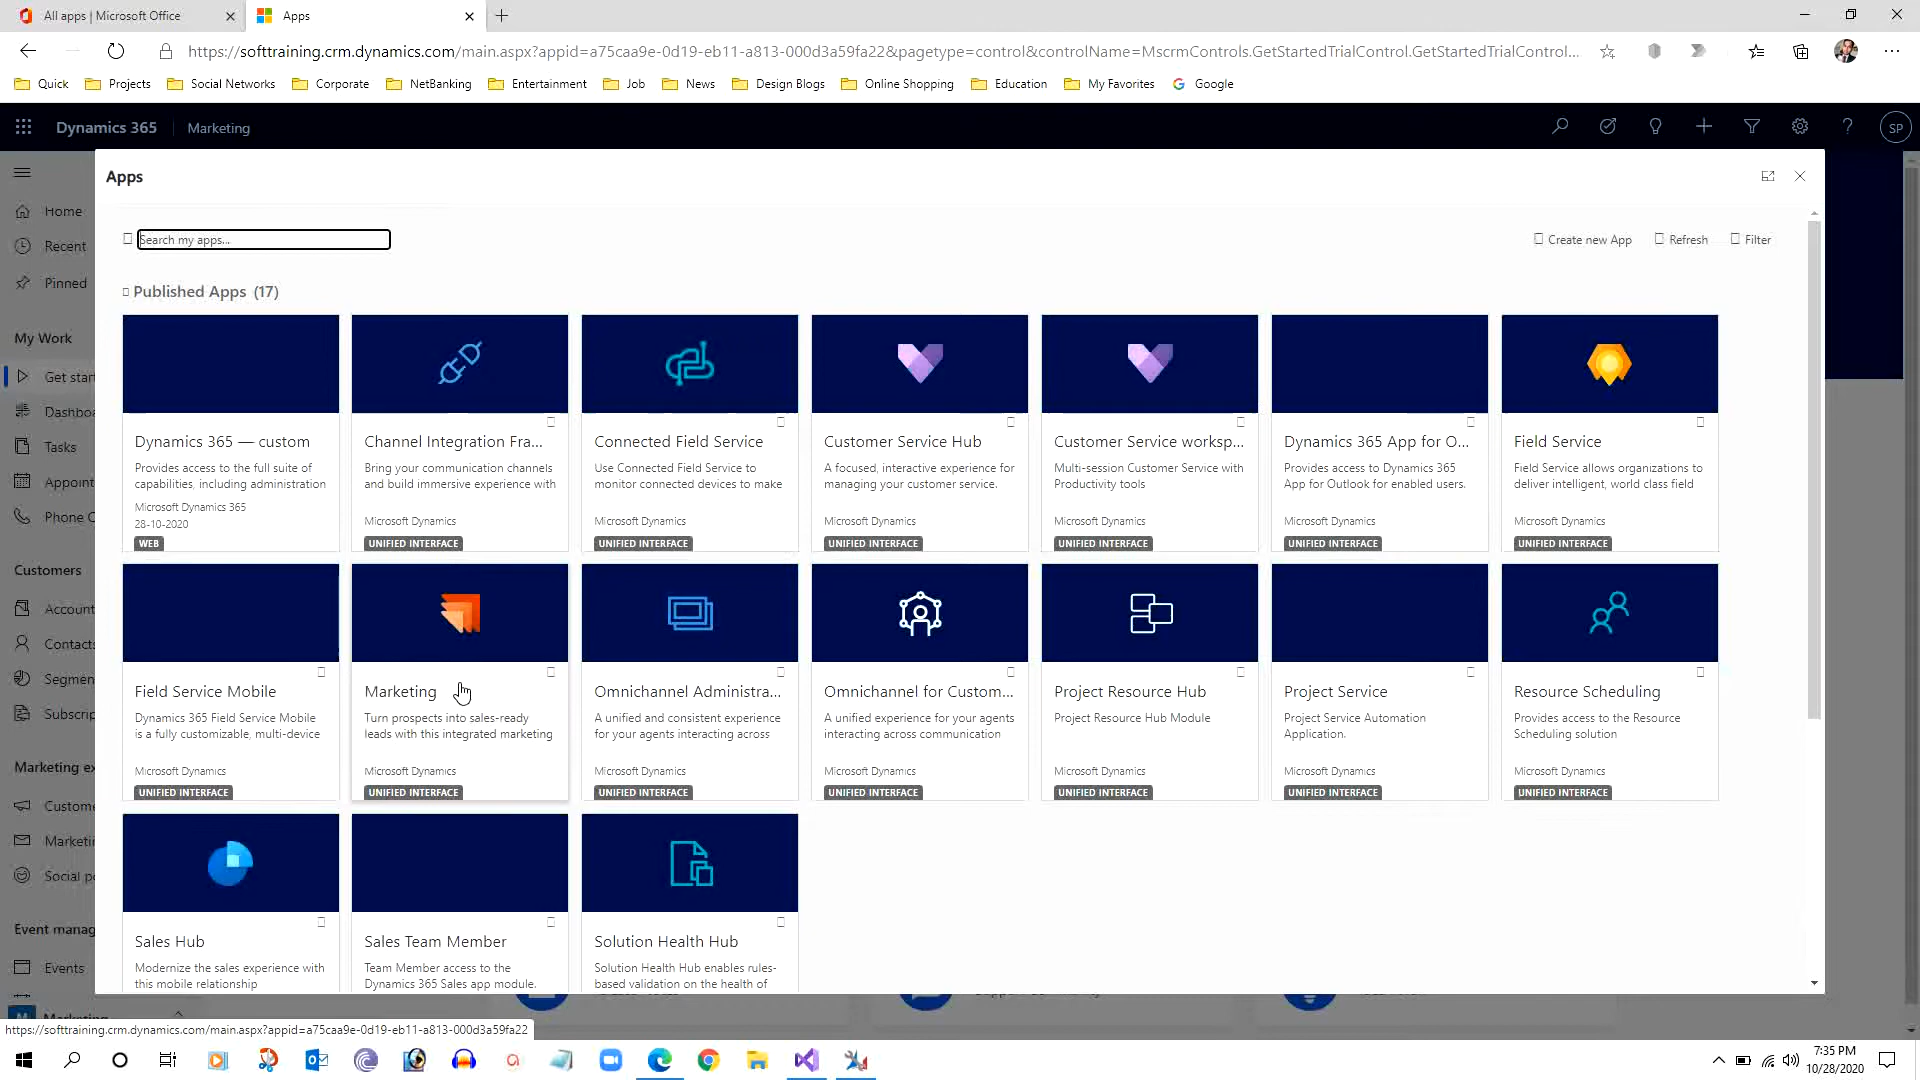 All apps | Microsoft Office
Apps
https://softtraining.crm.dynamics.com/main.aspx?appid=a75caa9e-0d19-eb11-a813-000d3a59fa22&pagetype=control&controlName=MscrmControls.GetStartedTrialControl.GetStartedTrialControl...
Quick Projects Social Networks Corporate NetBanking Entertainment Job News Design Blogs Online Shopping Education My Favorites Google
Dynamics 365 Marketing
SP
Apps
Home
Recent
Pinned
My Work
Get start
Dashboa
Tasks
Appoint
Phone C
Customers
Account
Contacts
Segmen
Subscrip
Marketing ex
Custome
Marketi
Social po
Event manag
Events
Marketing
Search my apps...
Create new App Refresh Filter
Published Apps (17)
Dynamics 365 — custom
Provides access to the full suite of
capabilities, including administration
Microsoft Dynamics 365
28-10-2020
WEB
Channel Integration Fra...
Bring your communication channels
and build immersive experience with
Microsoft Dynamics
UNIFIED INTERFACE
Connected Field Service
Use Connected Field Service to
monitor connected devices to make
Microsoft Dynamics
UNIFIED INTERFACE
Customer Service Hub
A focused, interactive experience for
managing your customer service.
Microsoft Dynamics
UNIFIED INTERFACE
Customer Service worksp...
Multi-session Customer Service with
Productivity tools
Microsoft Dynamics
UNIFIED INTERFACE
Dynamics 365 App for O...
Provides access to Dynamics 365
App for Outlook for enabled users.
Microsoft Dynamics
UNIFIED INTERFACE
Field Service
Field Service allows organizations to
deliver intelligent, world class field
Microsoft Dynamics
UNIFIED INTERFACE
Field Service Mobile
Dynamics 365 Field Service Mobile
is a fully customizable, multi-device
Microsoft Dynamics
UNIFIED INTERFACE
Marketing
Turn prospects into sales-ready
leads with this integrated marketing
Microsoft Dynamics
UNIFIED INTERFACE
Omnichannel Administra...
A unified and consistent experience
for your agents interacting across
Microsoft Dynamics
UNIFIED INTERFACE
Omnichannel for Custom...
A unified experience for your agents
interacting across communication
Microsoft Dynamics
UNIFIED INTERFACE
Project Resource Hub
Project Resource Hub Module
Microsoft Dynamics
UNIFIED INTERFACE
Project Service
Project Service Automation
Application.
Microsoft Dynamics
UNIFIED INTERFACE
Resource Scheduling
Provides access to the Resource
Scheduling solution
Microsoft Dynamics
UNIFIED INTERFACE
Sales Hub
Modernize the sales experience with
this mobile relationship
Sales Team Member
Team Member access to the
Dynamics 365 Sales app module.
Solution Health Hub
Solution Health Hub enables rules-
based validation on the health of
https://softtraining.crm.dynamics.com/main.aspx?appid=a75caa9e-0d19-eb11-a813-000d3a59fa22
7:35 PM
10/28/2020